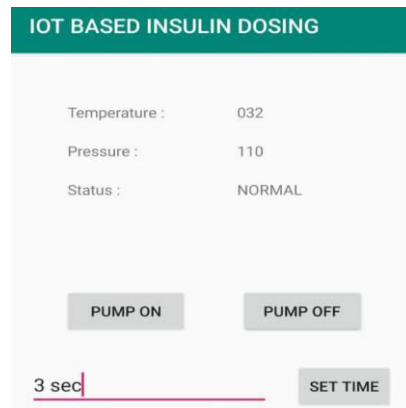 IOT BASED INSULIN DOSING
Temperature : 032
Pressure : 110
Status : NORMAL
PUMP ON PUMP OFF
3 sec SET TIME